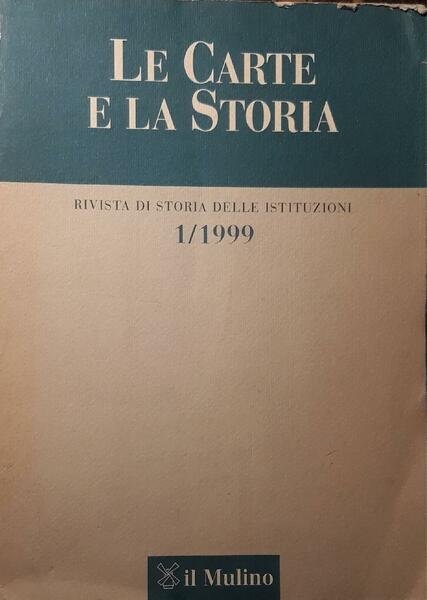 LE CARTE
E LA STORIA
RIVISTA DI STORIA DELLE ISTITUZIONI
1/1999
il Mulino